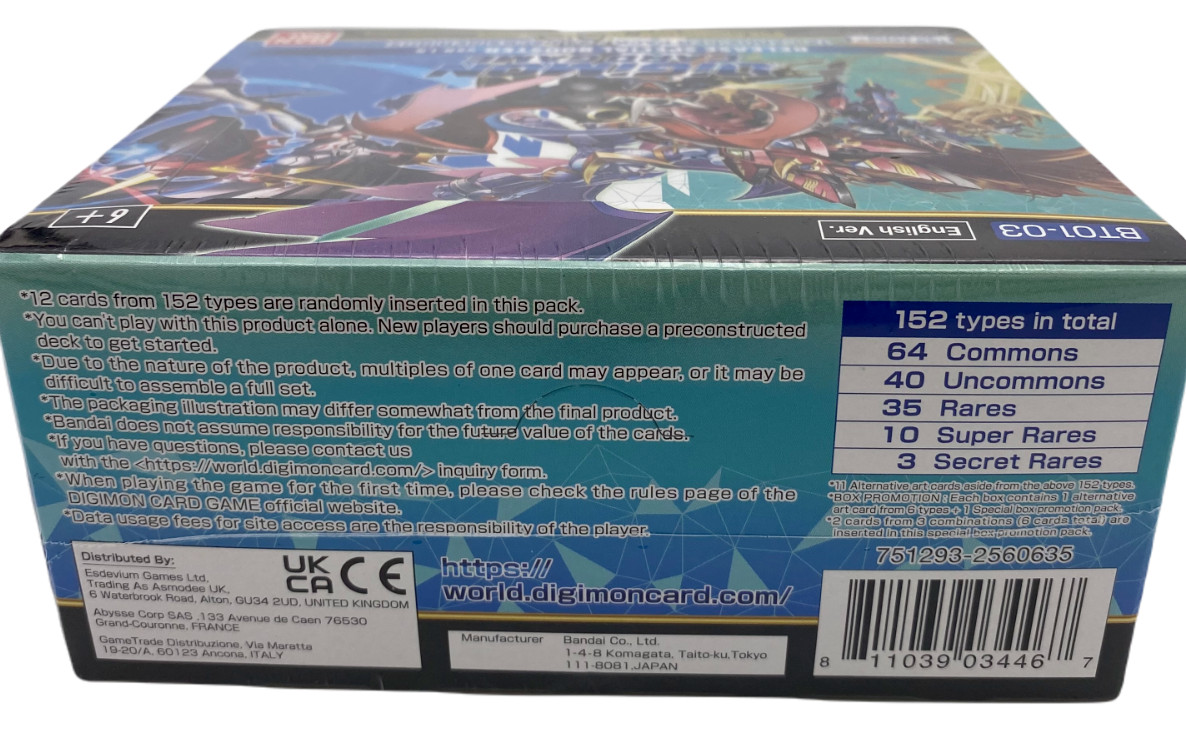 RELEASE SPECIAL BOOSTER
6+
English Ver.
BT01-03
*12 cards from 152 types are randomly inserted in this pack.
*You can't play with this product alone. New players should purchase a preconstructed
deck to get started.
*Due to the nature of the product, multiples of one card may appear, or it may be
difficult to assemble a full set.
*The packaging illustration may differ somewhat from the final product.
*Bandai does not assume responsibility for the future value of the cards.
*If you have questions, please contact us
with the <https://world.digimoncard.com/> inquiry form.
*When playing the game for the first time, please check the rules page of the
DIGIMON CARD GAME official website.
*Data usage fees for site access are the responsibility of the player.
152 types in total
64 Commons
40 Uncommons
35 Rares
10 Super Rares
3 Secret Rares
*11 Alternative art cards aside from the above 152 types.
*BOX PROMOTION : Each box contains 1 alternative
art card from 6 types + 1 Special box promotion pack.
*2 cards from 3 combinations (6 cards total) are
inserted in this special box promotion pack.
751293-2560635
Distributed By:
Esdevium Games Ltd,
Trading As Asmodee UK,
6 Waterbrook Road, Alton, GU34 2UD, UNITED KINGDOM
Abysse Corp SAS ,133 Avenue de Caen 76530
Grand-Couronne, FRANCE
GameTrade Distribuzione, Via Maratta
19-20/A, 60123 Ancona, ITALY
UK
CA CE
https://
world.digimoncard.com/
Manufacturer Bandai Co., Ltd.
1-4-8 Komagata, Taito-ku,Tokyo
111-8081,JAPAN
8 11039 03446 7